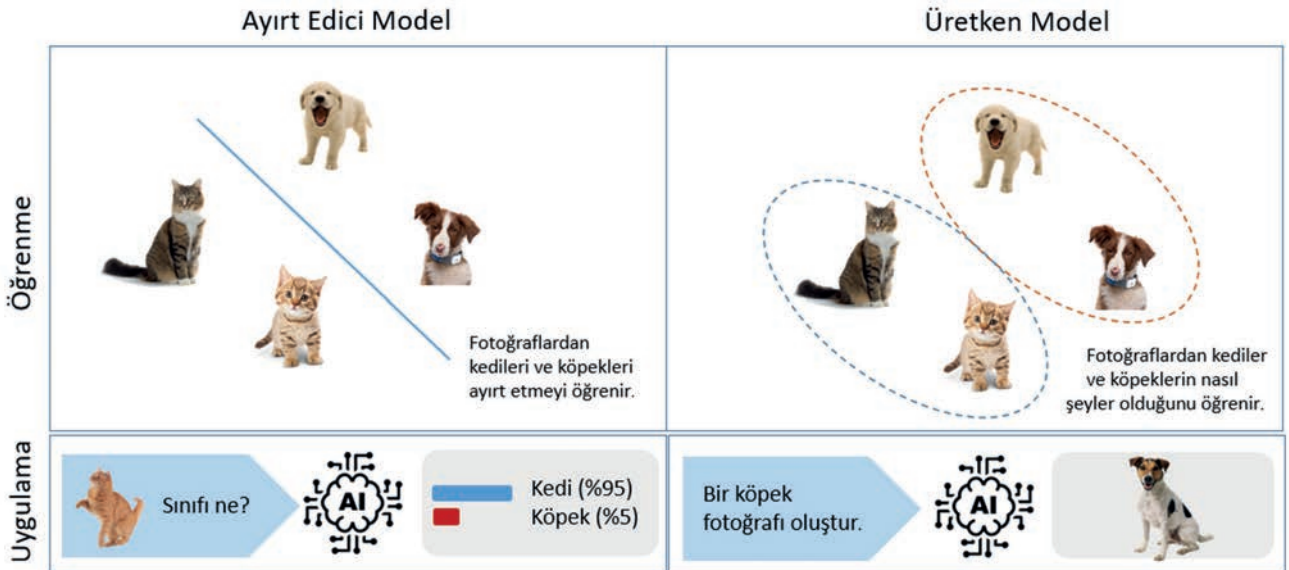 Ayırt Edici Model
Üretken Model
Öğrenme
Fotoğraflardan
kedileri ve köpekleri
ayırt etmeyi öğrenir.
Fotoğraflardan kediler
ve köpeklerin nasıl
şeyler olduğunu öğrenir.
Uygulama
Sınıfı ne?
AI
Kedi (%95)
Köpek (%5)
Bir köpek
fotoğrafı oluştur.
AI